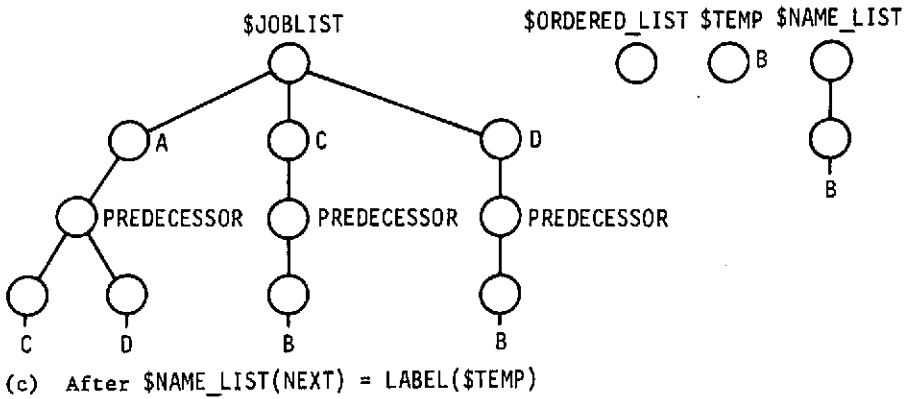 $JOBLIST
$ORDERED_LIST $TEMP $NAME_LIST
B
A
C
D
B
PREDECESSOR
PREDECESSOR
PREDECESSOR
C
D
B
B
(c) After $NAME_LIST(NEXT) = LABEL($TEMP)